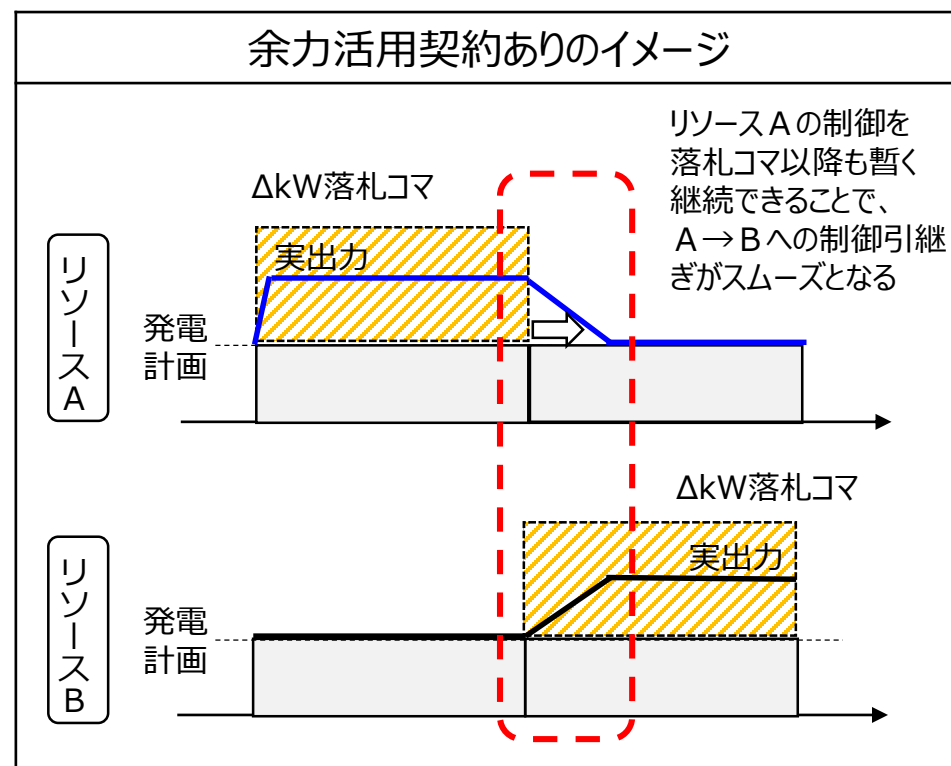 余力活用契約ありのイメージ
リソースAの制御を
落札コマ以降も暫く
継続できることで、
A→Bへの制御引継
ぎがスムーズとなる
ΔkW落札コマ
実出力
リソースA
発電
計画
ΔkW落札コマ
実出力
リソースB
発電
計画